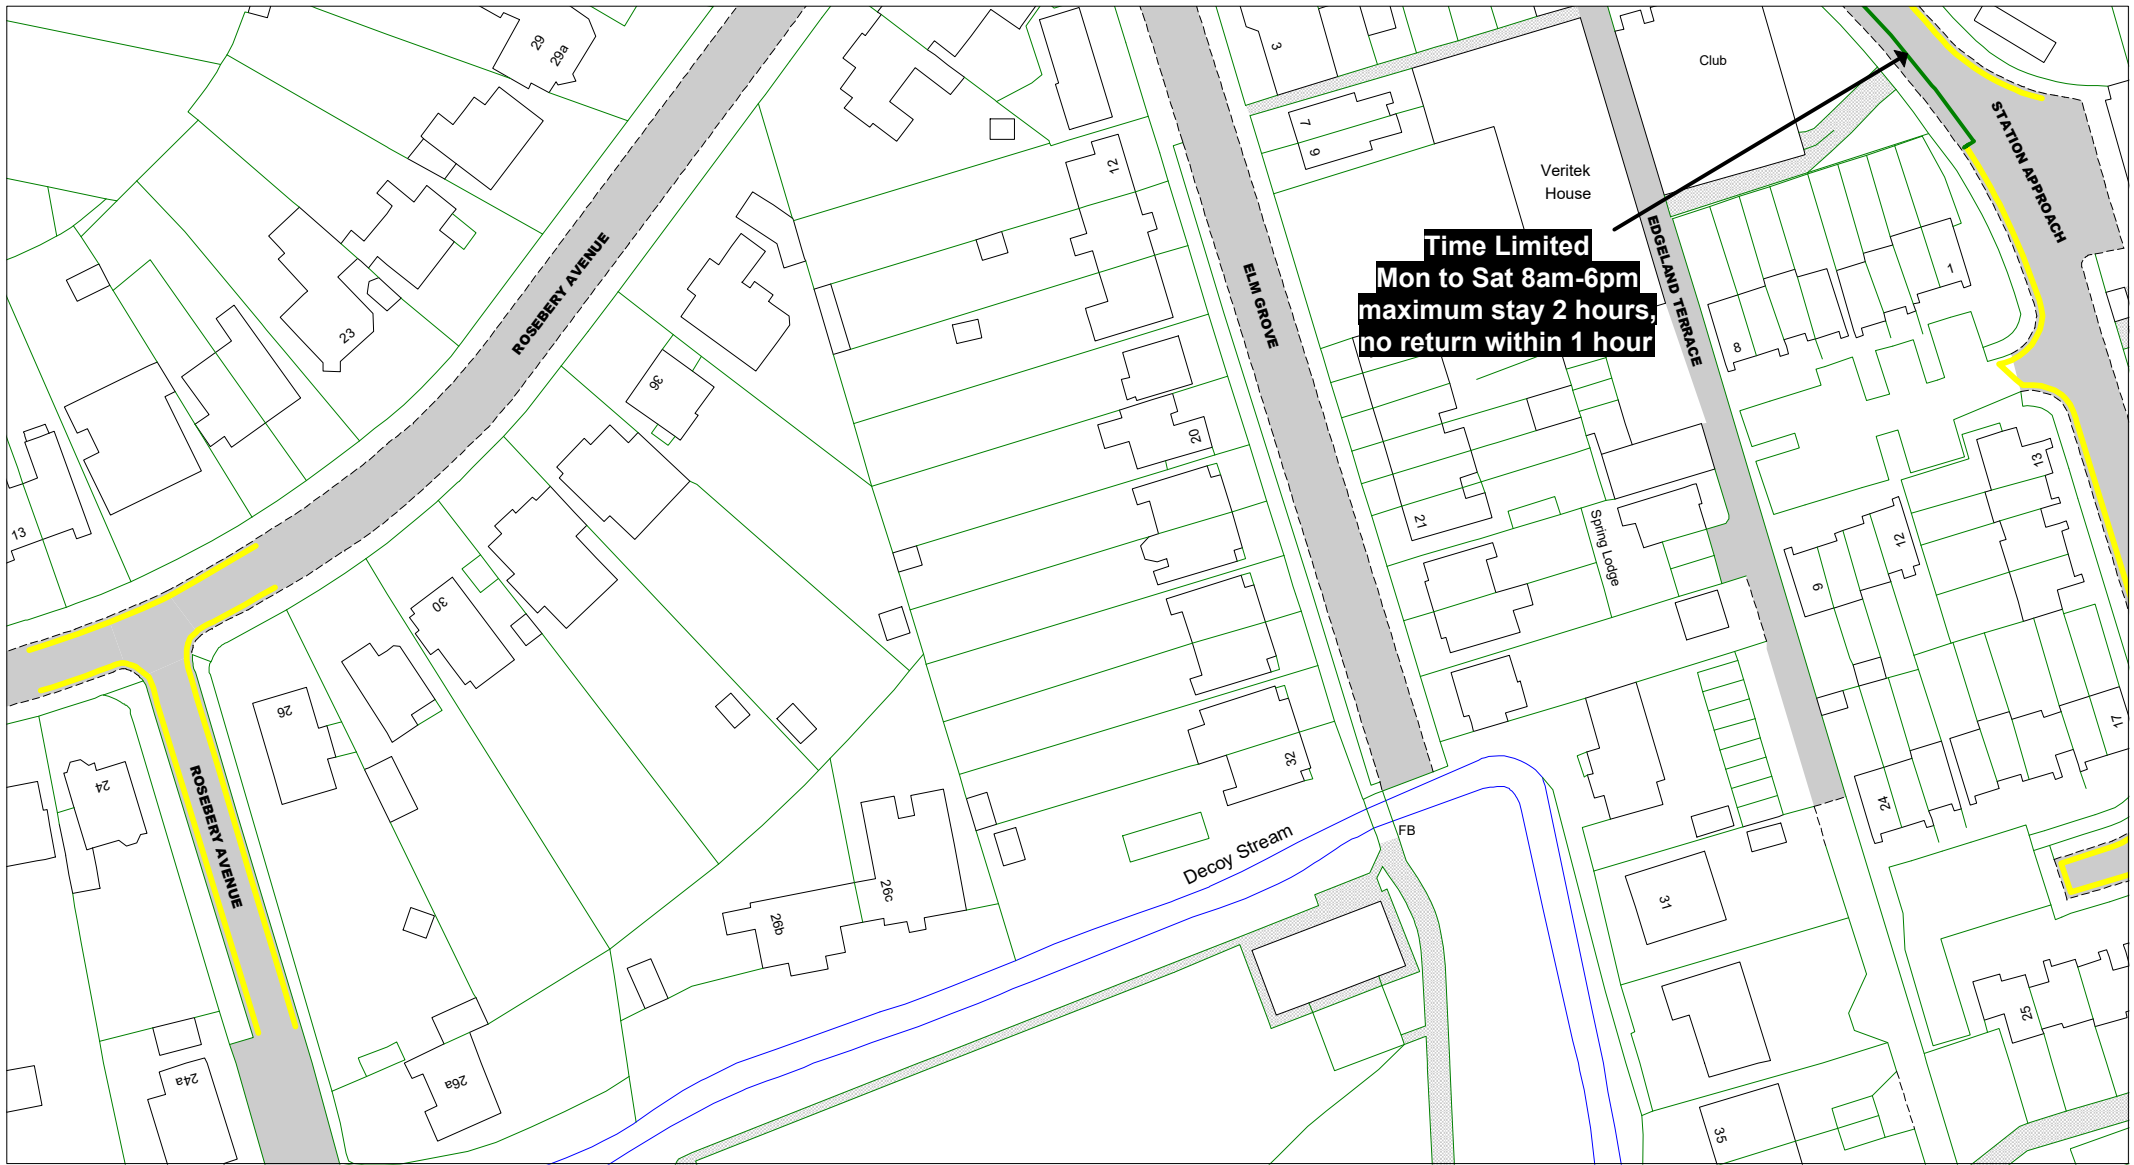 29
29a
3
Club
7
6
12
STATION APPROACH
Veritek
House
ROSEBERY AVENUE
ELM GROVE
EDGELAND TERRACE
Time Limited
Mon to Sat 8am-6pm
maximum stay 2 hours,
no return within 1 hour
1
8
23
36
20
21
13
13
12
9
Spring Lodge
30
26
32
17
24
24
ROSEBERY AVENUE
FB
Decoy Stream
26c
26b
31
25
24a
26a
35